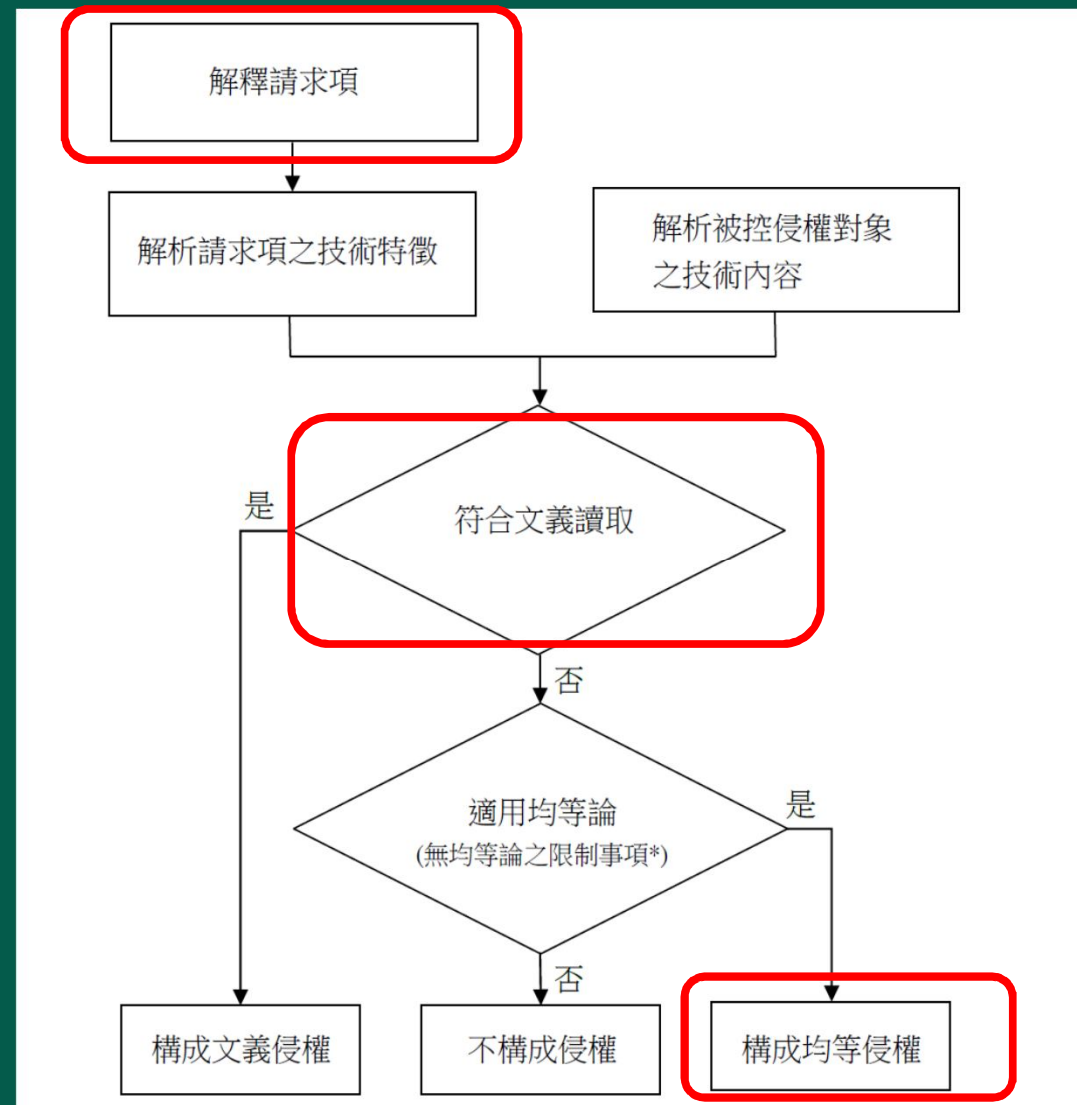 解釋請求項
解析請求項之技術特徵
解析被控侵權對象
之技術內容
是
符合文義讀取
否
適用均等論
(無均等論之限制事項*)
是
否
構成文義侵權
不構成侵權
構成均等侵權